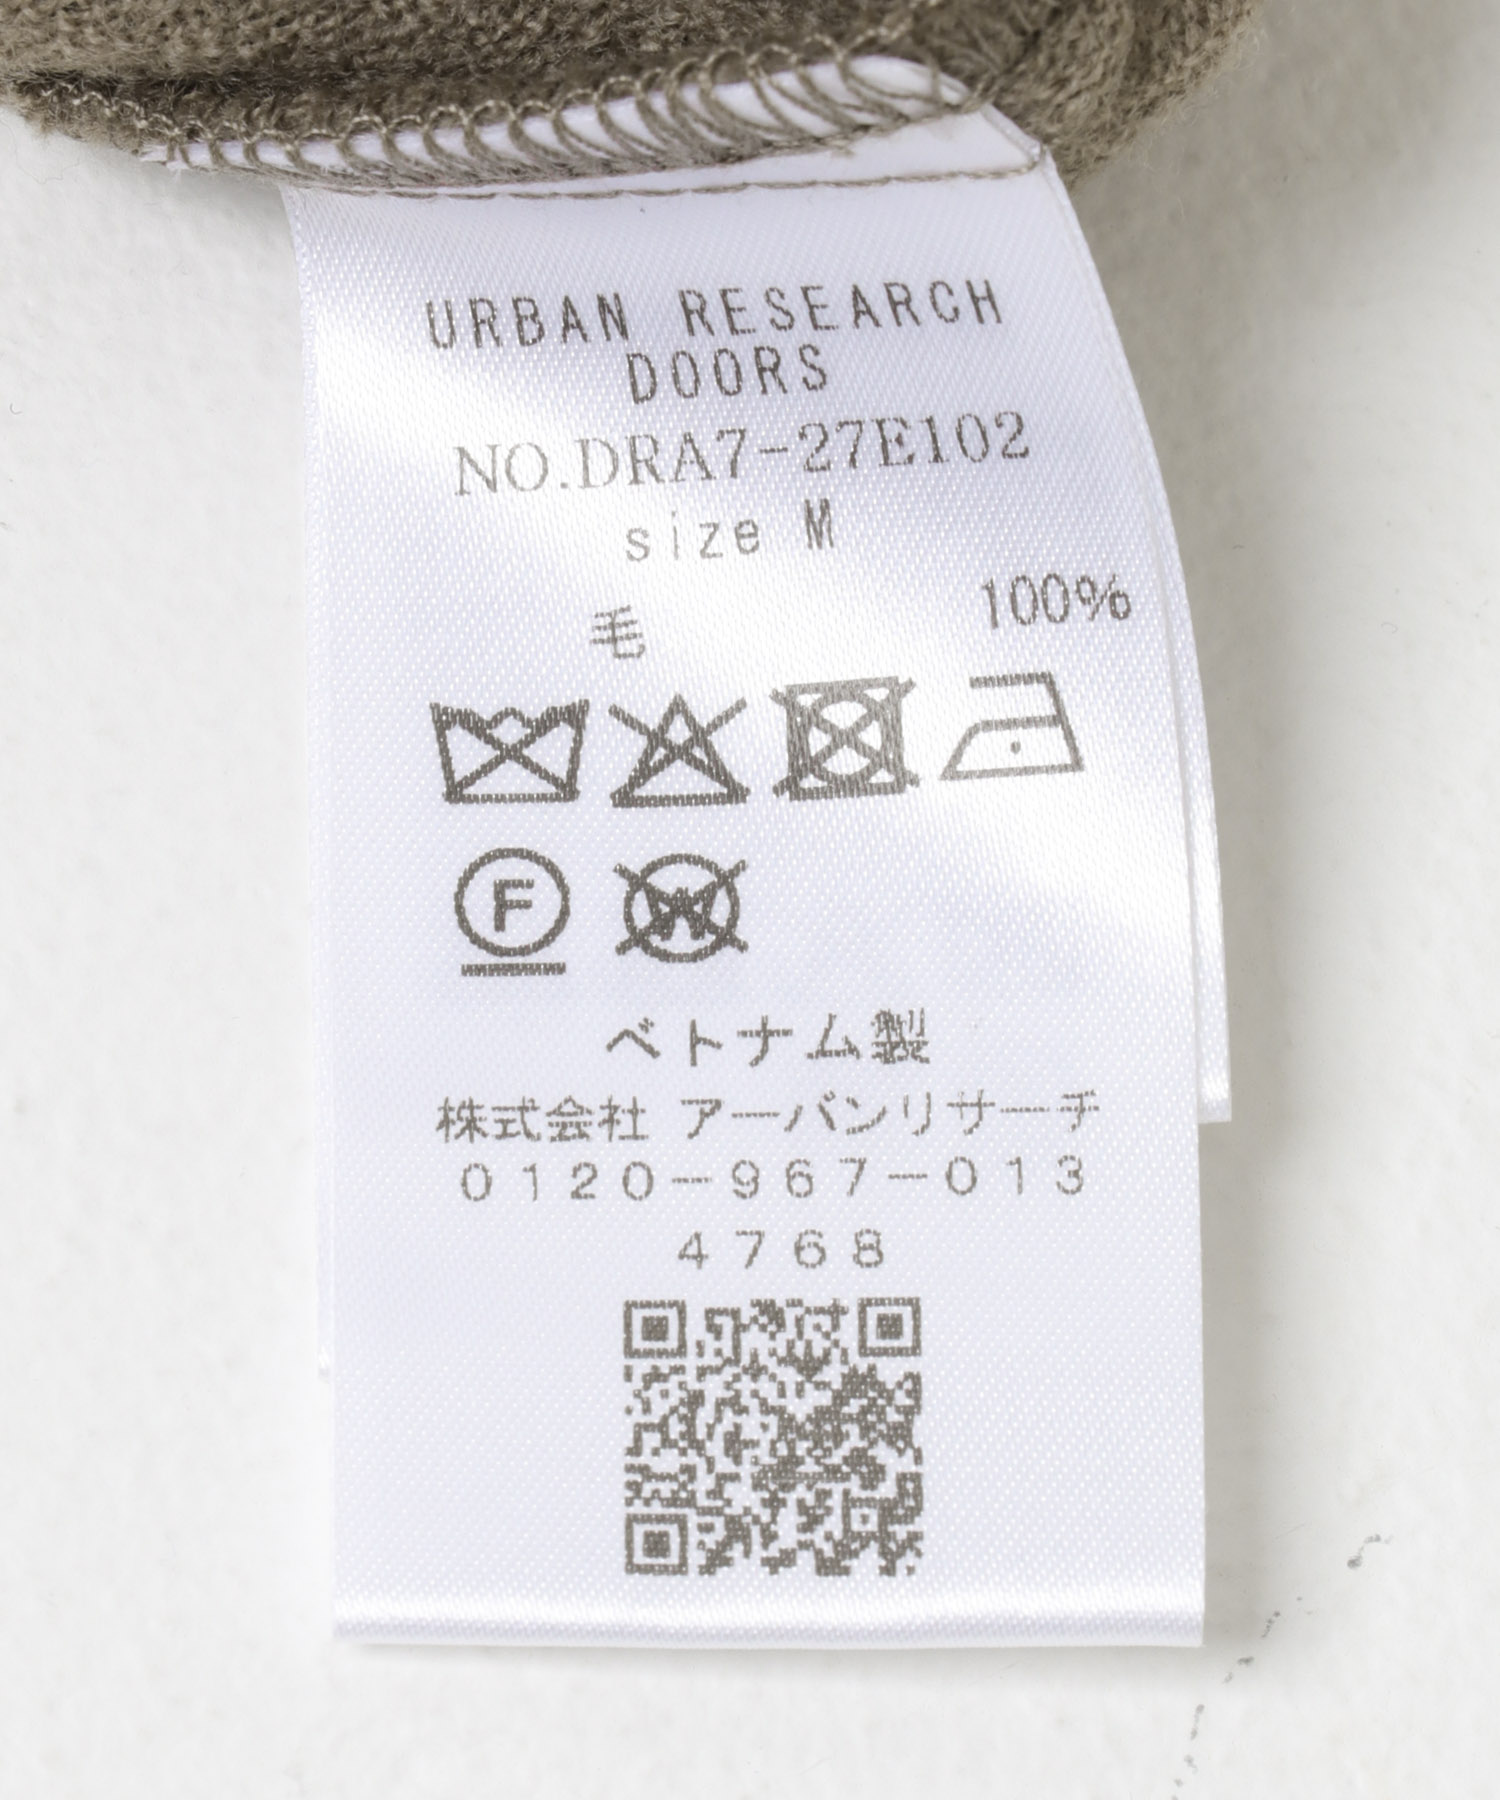 URBAN RESEARCH
DOORS
NO.DRA7-27E102
size M
毛 100%
F
W
ベトナム製
株式会社 アーバンリサーチ
0120-967-013
4768